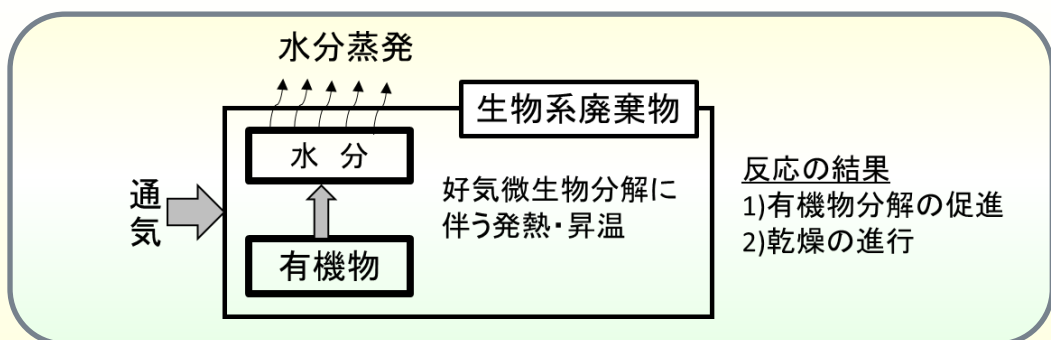 水分蒸発
生物系廃棄物
水 分
通
気
好気微生物分解に
伴う発熱・昇温
有機物
反応の結果
1)有機物分解の促進
2)乾燥の進行